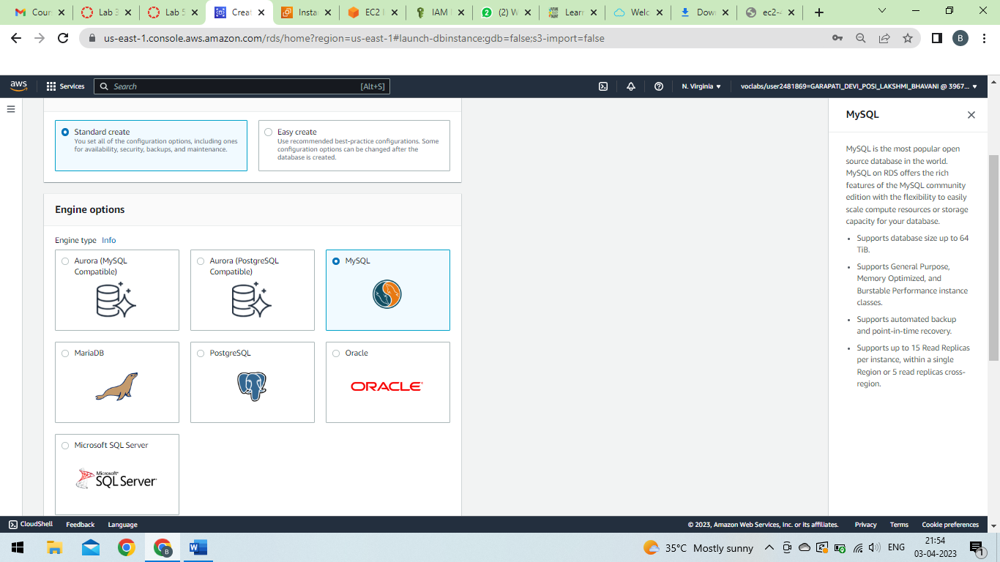 Cour
Lab 3
Lab 5
Creat
Insta
EC2
IAM
(2) W
Learn
Welc
Dow
ec2-
us-east-1.console.aws.amazon.com/rds/home?region=us-east-1#launch-dbinstance:gdb=false;s3-import=false
B
aws
Services
Search
[Alt+S]
N. Virginia
voclabs/user2481869=GARAPATI_DEVI_POSI_LAKSHMI_BHAVANI @ 3967...
Standard create
You set all of the configuration options, including ones
for availability, security, backups, and maintenance.
Easy create
Use recommended best-practice configurations. Some
configuration options can be changed after the
database is created.
Engine options
Engine type Info
Aurora (MySQL
Compatible)
Aurora (PostgreSQL
Compatible)
MySQL
MariaDB
PostgreSQL
Oracle
ORACLE
Microsoft SQL Server
Microsoft
SQL Server
MySQL
MySQL is the most popular open
source database in the world.
MySQL on RDS offers the rich
features of the MySQL community
edition with the flexibility to easily
scale compute resources or storage
capacity for your database.
• Supports database size up to 64
TiB.
• Supports General Purpose,
Memory Optimized, and
Burstable Performance instance
classes.
• Supports automated backup
and point-in-time recovery.
• Supports up to 15 Read Replicas
per instance, within a single
Region or 5 read replicas cross-
region.
CloudShell
Feedback
Language
© 2023, Amazon Web Services, Inc. or its affiliates.
Privacy
Terms
Cookie preferences
35°C Mostly sunny
ENG
21:54
03-04-2023
1